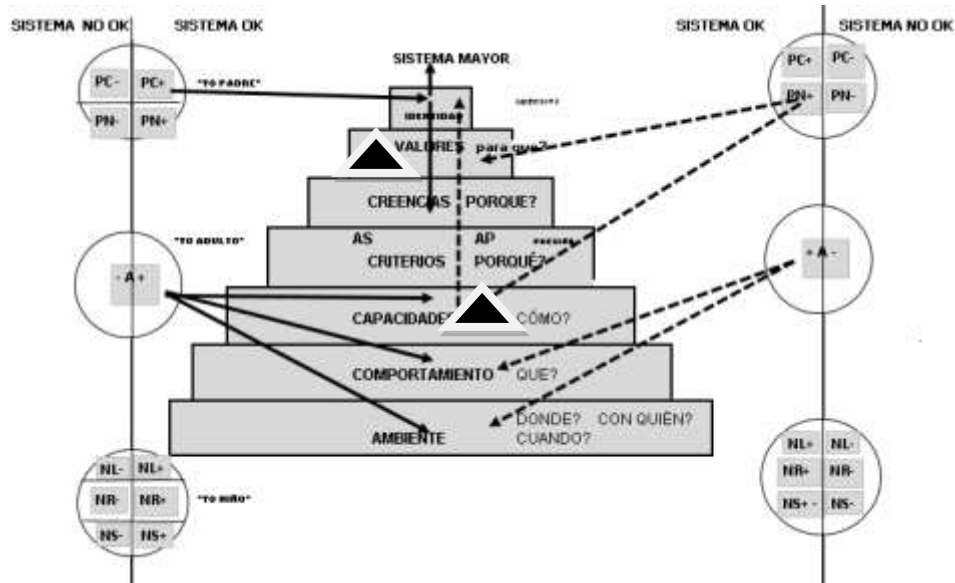 SISTEMA NO OK
SISTEMA OK
SISTEMA OK
SISTEMA NO OK
SISTEMA MAYOR
PC- PC+
"YO PADRE"
PN- PN+
PC+ PC-
PN+ PN-
IDENTIDAD
VALORES para que?
CREENCIAS PORQUE?
AS AP
CRITERIOS PORQUÉ?
"YO ADULTO"
- A +
+ A -
CAPACIDADES CÓMO?
COMPORTAMIENTO QUE?
DONDE? CON QUIÉN?
AMBIENTE CUANDO?
NL- NL+
NR- NR+
"YO NIÑO"
NS- NS+
NL+ NL-
NR+ NR-
NS+ - NS-